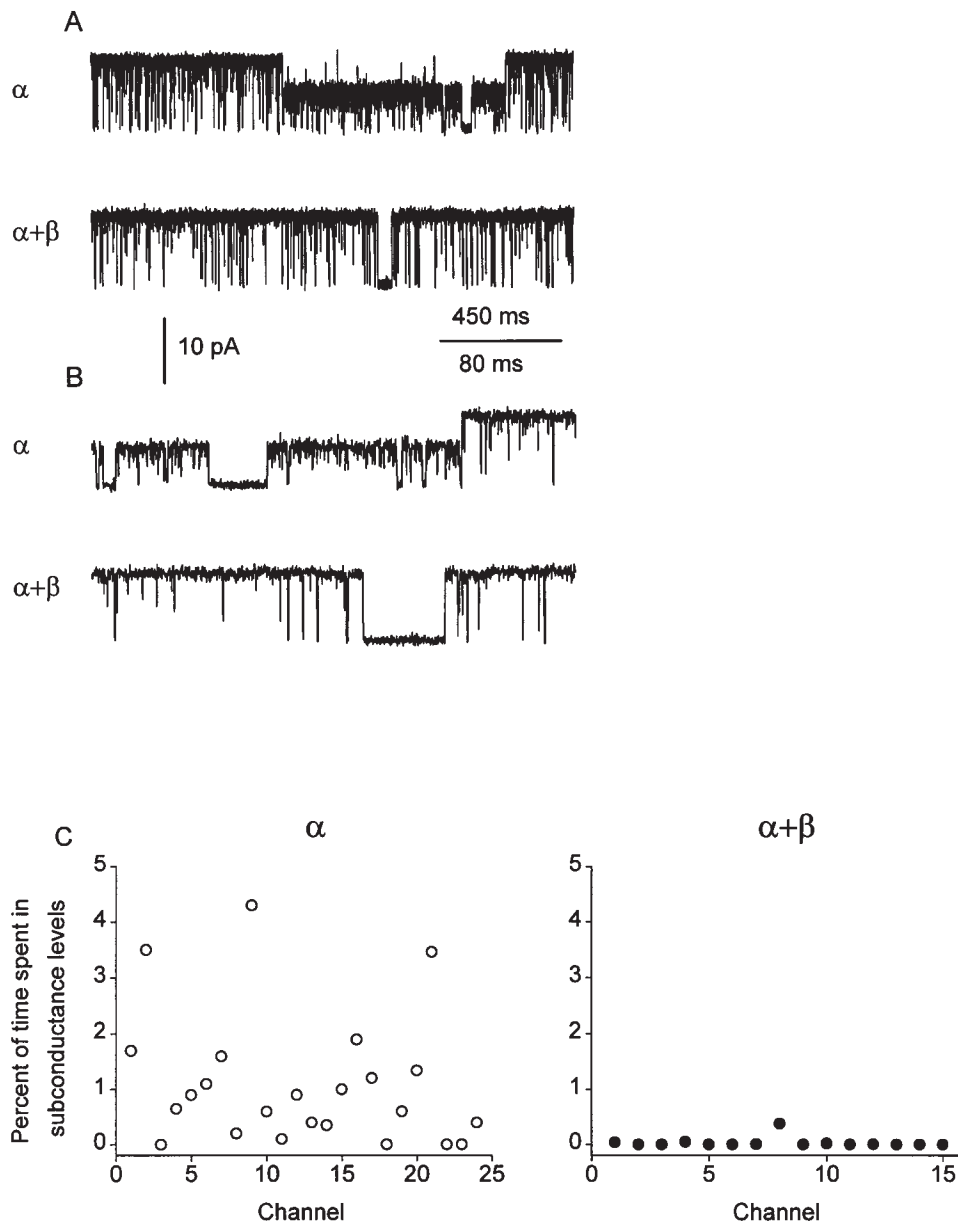 A
α
α+β
450 ms
10 pA
80 ms
B
α
α+β
C
α
α+β
Percent of time spent in
subconductance levels
5
4
3
2
1
0
0 5 10 15 20 25
Channel
5
4
3
2
1
0
0 5 10 15
Channel